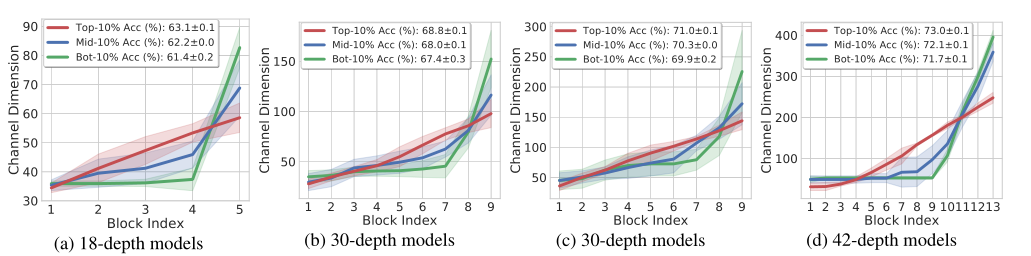 Channel Dimension
90
80
70
60
50
40
30
Top-10% Acc (%): 63.1±0.1
Mid-10% Acc (%): 62.2±0.0
Bot-10% Acc (%): 61.4±0.2
1 2 3 4 5
Block Index
(a) 18-depth models
Channel Dimension
150
100
50
Top-10% Acc (%): 68.8±0.1
Mid-10% Acc (%): 68.0±0.1
Bot-10% Acc (%): 67.4±0.3
1 2 3 4 5 6 7 8 9
Block Index
(b) 30-depth models
Channel Dimension
300
250
200
150
100
50
Top-10% Acc (%): 71.0±0.1
Mid-10% Acc (%): 70.3±0.0
Bot-10% Acc (%): 69.9±0.2
1 2 3 4 5 6 7 8 9
Block Index
(c) 30-depth models
Channel Dimension
400
300
200
100
Top-10% Acc (%): 73.0±0.1
Mid-10% Acc (%): 72.1±0.1
Bot-10% Acc (%): 71.7±0.1
1 2 3 4 5 6 7 8 9 10 11 12 13
Block Index
(d) 42-depth models